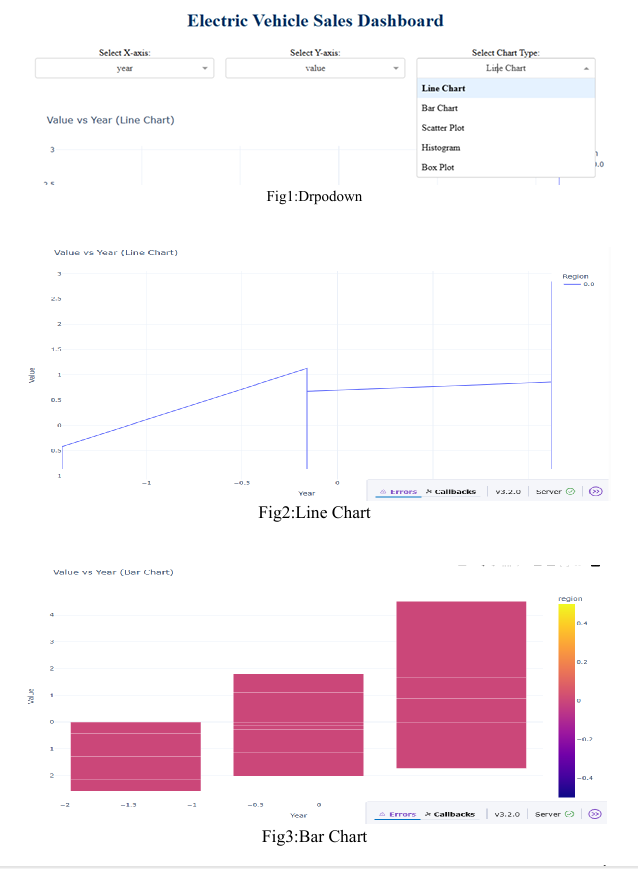 Electric Vehicle Sales Dashboard
Select X-axis: Select Y-axis: Select Chart Type:
year value Line Chart
Line Chart
Bar Chart
Scatter Plot
Histogram
Box Plot
Value vs Year (Line Chart)
3
2.5
Fig1:Drpodown
Value vs Year (Line Chart)
Region
0.0
3
2.5
2
1.5
1
0.5
0
0.5
1
Value
−1 −0.5 0
Year
Errors Callbacks v3.2.0 Server
Fig2:Line Chart
Value vs Year (Bar Chart)
region
4
3
2
1
0
1
2
Value
0.4
0.2
0
−0.2
−0.4
−2 −1.5 −1 −0.5 0
Year
Errors Callbacks v3.2.0 Server
Fig3:Bar Chart